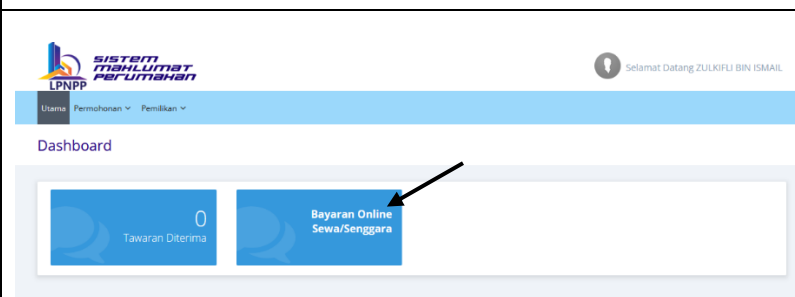 sistem
mahlumat
perumahan
LPNPP
Selamat Datang ZULKIFLI BIN ISMAIL
Utama Permohonan Pemilikan
Dashboard
0
Tawaran Diterima
Bayaran Online
Sewa/Senggara